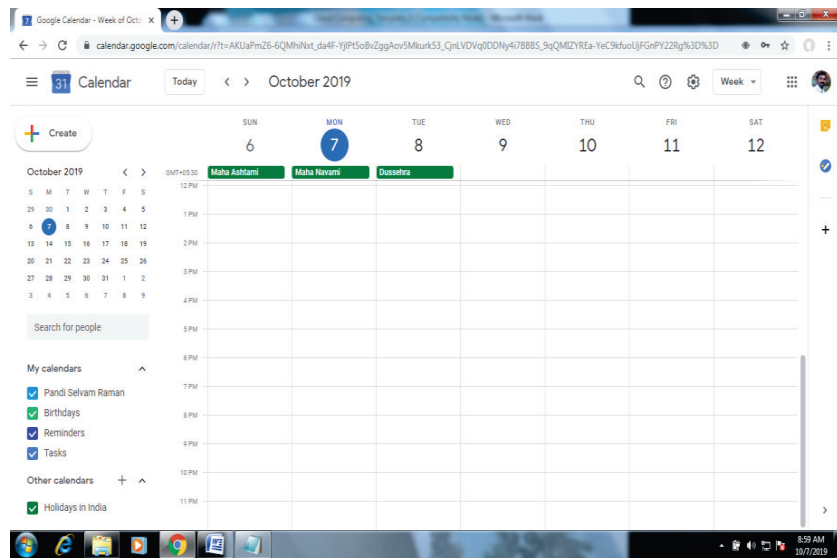 Google Calendar - Week of Octo
calendar.google.com/calendar/
Calendar
Today
October 2019
Week
Create
SUN MON TUE WED THU FRI SAT
6 7 8 9 10 11 12
GMT+05:30 Maha Ashtami Maha Navami Dussehra
October 2019
S M T W T F S
29 30 1 2 3 4 5
6 7 8 9 10 11 12
13 14 15 16 17 18 19
20 21 22 23 24 25 26
27 28 29 30 31 1 2
3 4 5 6 7 8 9
Search for people
My calendars
Pandi Selvam Raman
Birthdays
Reminders
Tasks
Other calendars
Holidays in India
12 PM
1 PM
2 PM
3 PM
4 PM
5 PM
6 PM
7 PM
8 PM
9 PM
10 PM
11 PM
8:59 AM
10/7/2019